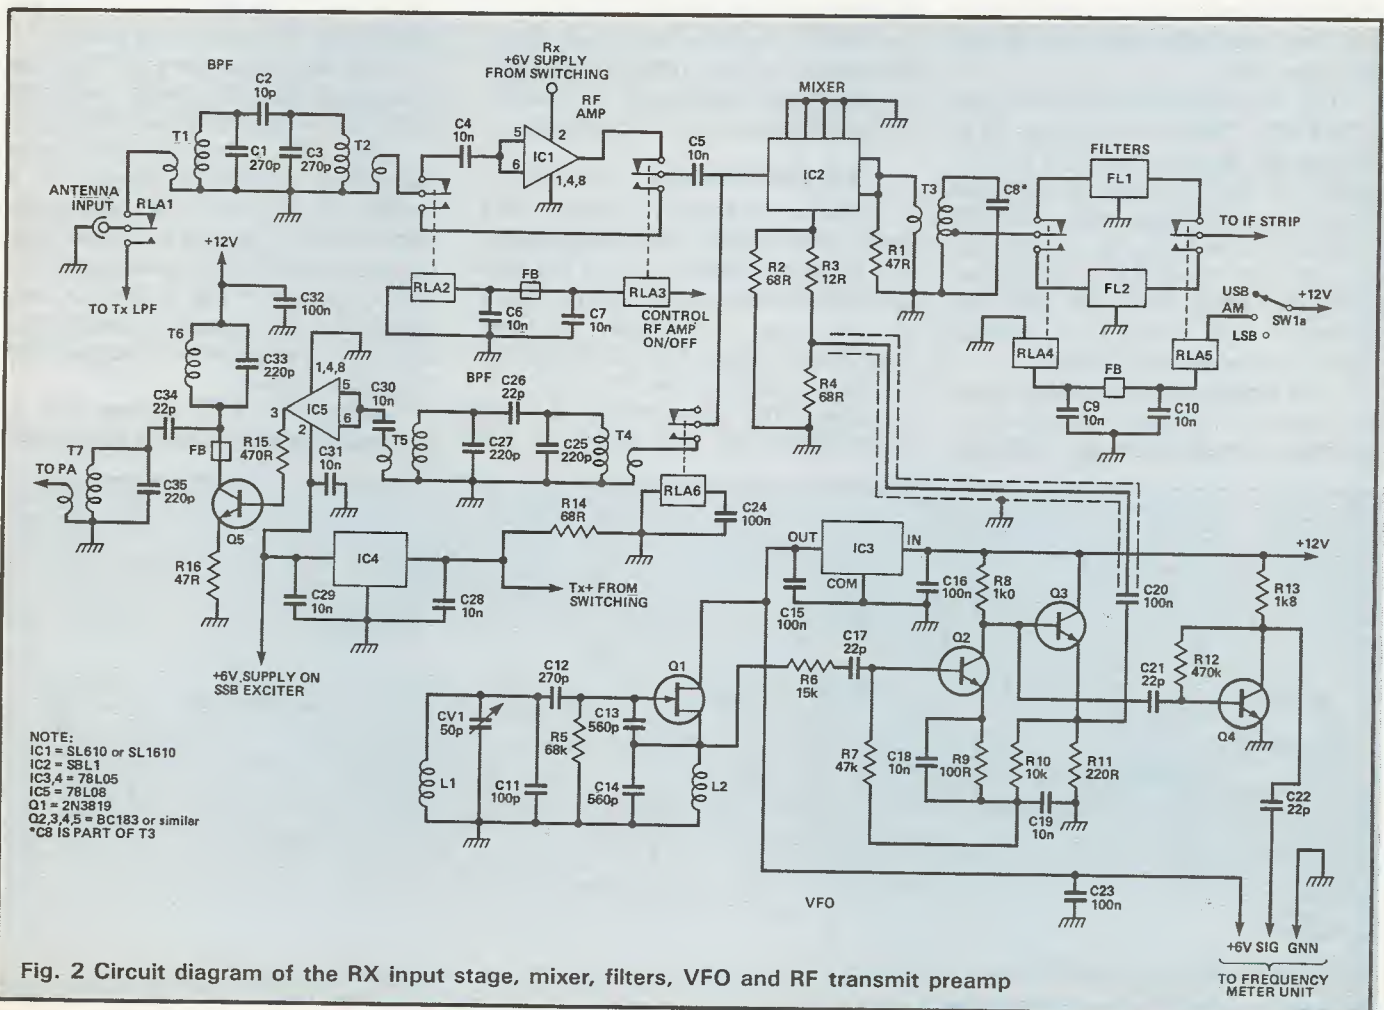 Rx
+6V SUPPLY
FROM SWITCHING
BPF
C2
10p
T1
C1
270p
C3
270p
T2
C4
10n
5
6
2
IC1
1,4,8
RF
AMP
C5
10n
MIXER
IC2
T3
C8*
FILTERS
FL1
FL2
TO IF STRIP
ANTENNA
INPUT
RLA1
TO Tx LPF
+12V
C32
100n
RLA2
C6
10n
FB
C7
10n
RLA3
CONTROL
RF AMP
ON/OFF
R2
68R
R3
12R
R1
47R
R4
68R
RLA4
C9
10n
FB
C10
10n
RLA5
USB
AM
LSB
SW1a
+12V
T6
C33
220p
C34
22p
T7
TO PA
C35
220p
FB
Q5
R16
47R
R15
470R
3
2
IC5
1,4,8
5
6
C30
10n
C31
10n
T5
BPF
C26
22p
C27
220p
C25
220p
T4
RLA6
C24
100n
R14
68R
IC4
C29
10n
C28
10n
Tx+ FROM
SWITCHING
+6V SUPPLY ON
SSB EXCITER
OUT
IC3
IN
COM
C15
100n
C16
100n
R8
1k0
Q3
Q2
C20
100n
+12V
R13
1k8
C17
22p
R6
15k
C21
22p
R12
470k
Q4
C12
270p
Q1
CV1
50p
C13
560p
R5
68k
L1
C11
100p
C14
560p
L2
R7
47k
C18
10n
R9
100R
R10
10k
R11
220R
C19
10n
C22
22p
VFO
C23
100n
+6V SIG GNN
TO FREQUENCY
METER UNIT
NOTE:
IC1 = SL610 or SL1610
IC2 = SBL1
IC3,4 = 78L05
IC5 = 78L08
Q1 = 2N3819
Q2,3,4,5 = BC183 or similar
*C8 IS PART OF T3
Fig. 2 Circuit diagram of the RX input stage, mixer, filters, VFO and RF transmit preamp